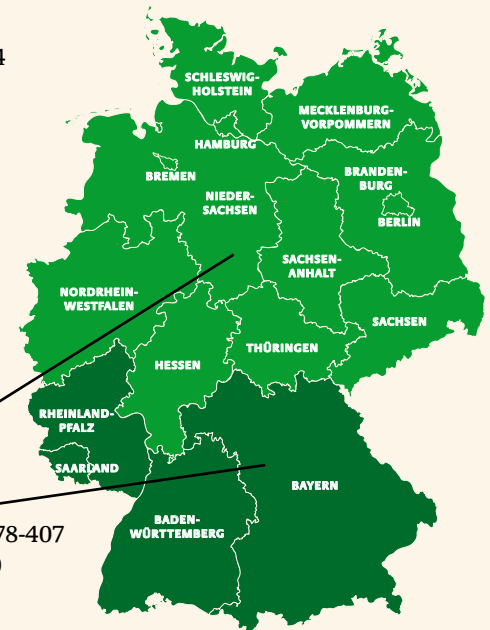 4
SCHLESWIG-
HOLSTEIN
MECKLENBURG-
VORPOMMERN
HAMBURG
BREMEN
BRANDEN-
BURG
NIEDER-
SACHSEN
BERLIN
SACHSEN-
ANHALT
NORDRHEIN-
WESTFALEN
SACHSEN
THÜRINGEN
HESSEN
RHEINLAND-
PFALZ
SAARLAND
BAYERN
BADEN-
WÜRTTEMBERG
78-407